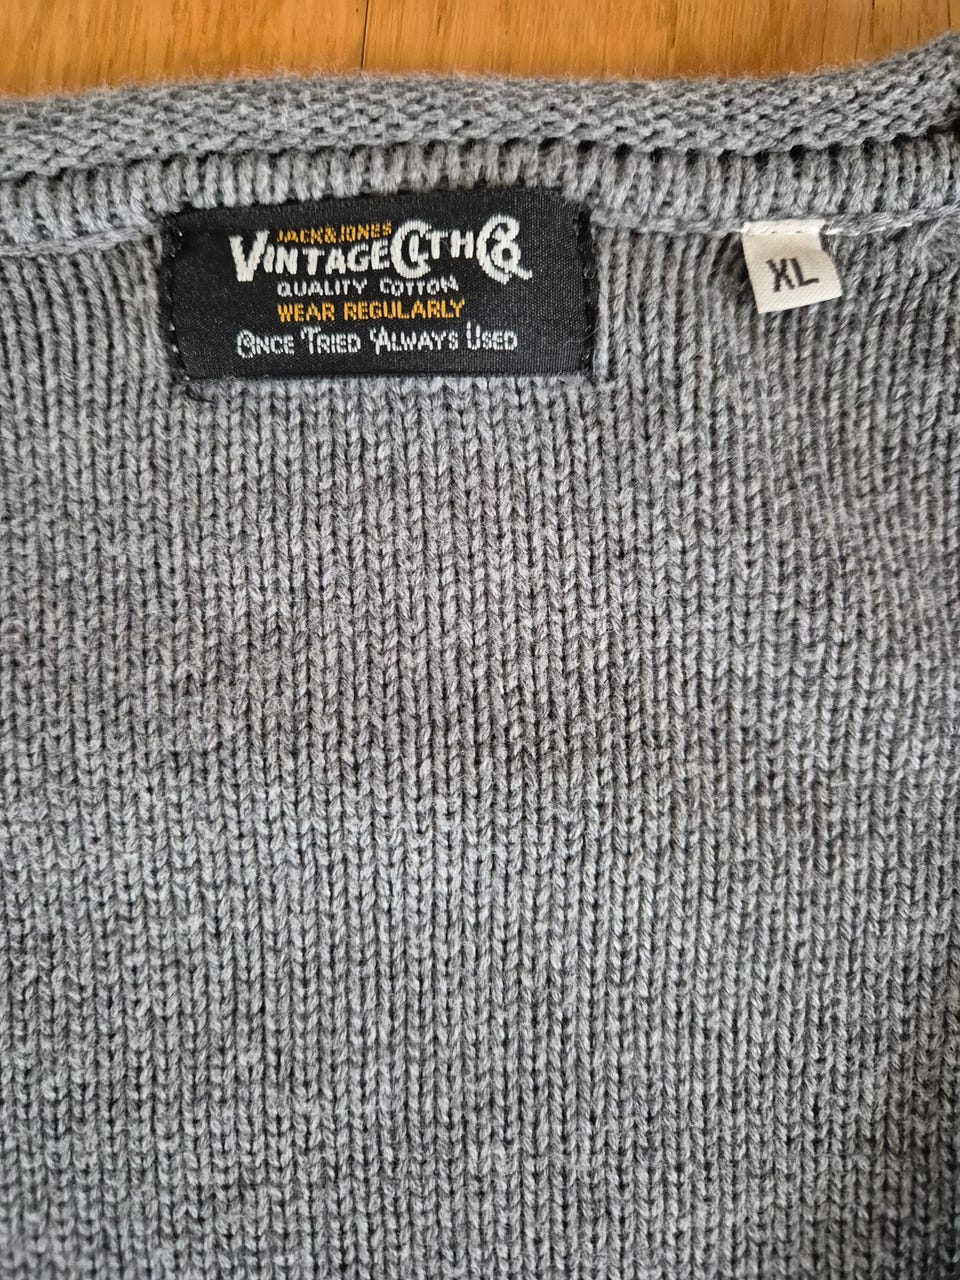 JACK&JONES
VINTAGE CLTH Co
QUALITY COTTON
WEAR REGULARLY
ONCE TRIED ALWAYS USED
XL